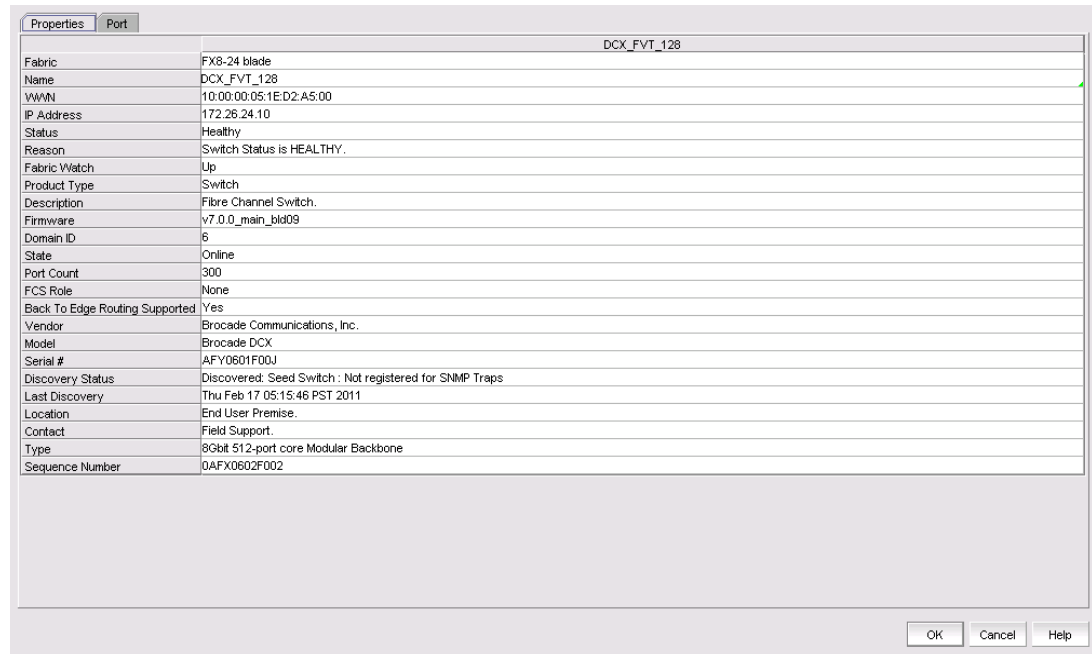 Properties Port
DCX_FVT_128
Fabric FX8-24 blade
Name DCX_FVT_128
WWN 10:00:00:05:1E:D2:A5:00
IP Address 172.26.24.10
Status Healthy
Reason Switch Status is HEALTHY.
Fabric Watch Up
Product Type Switch
Description Fibre Channel Switch.
Firmware v7.0.0_main_bld09
Domain ID 6
State Online
Port Count 300
FCS Role None
Back To Edge Routing Supported Yes
Vendor Brocade Communications, Inc.
Model Brocade DCX
Serial # AFY0601F00J
Discovery Status Discovered: Seed Switch : Not registered for SNMP Traps
Last Discovery Thu Feb 17 05:15:46 PST 2011
Location End User Premise.
Contact Field Support.
Type 8Gbit 512-port core Modular Backbone
Sequence Number 0AFX0602F002
OK Cancel Help